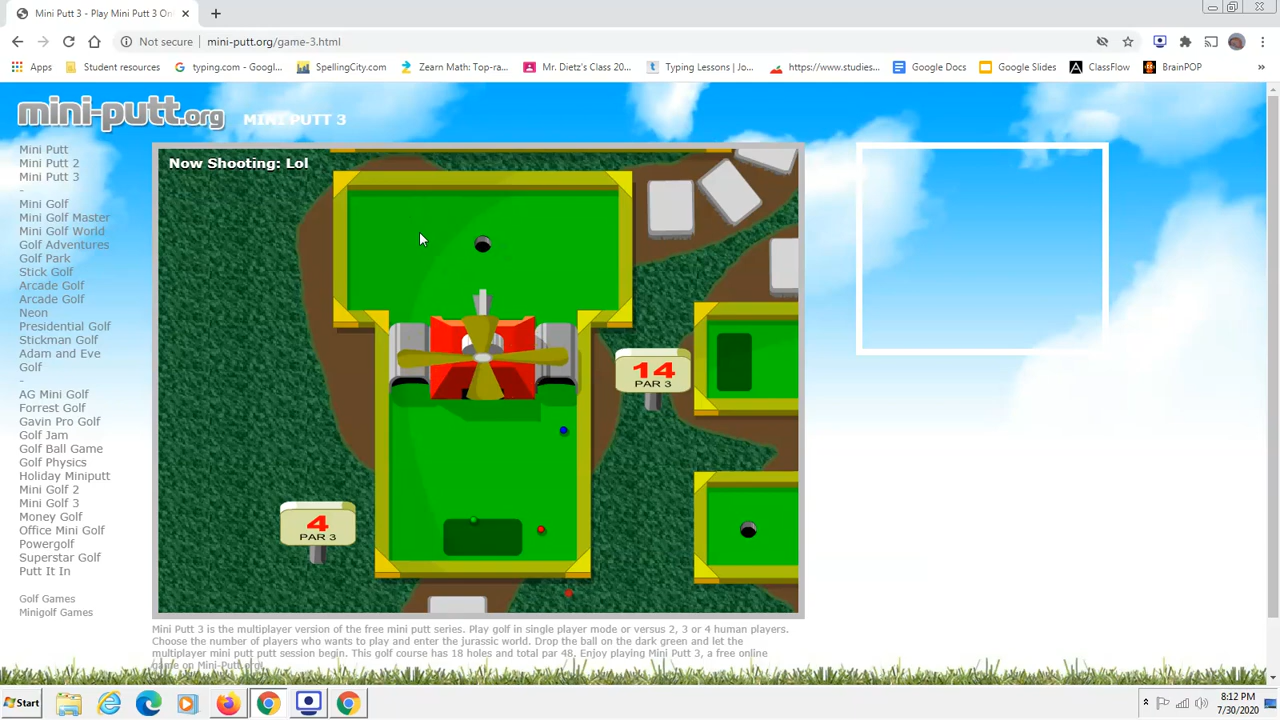 Mini Putt 3 - Play Mini Putt 3 On
Not secure | mini-putt.org/game-3.html
Apps Student resources typing.com - Googl... SpellingCity.com Zearn Math: Top-ra... Mr. Dietz's Class 20... Typing Lessons | Jo... https://www.studies... Google Docs Google Slides ClassFlow BrainPOP »
mini-putt.org MINI PUTT 3
Mini Putt
Mini Putt 2
Mini Putt 3
-
Mini Golf
Mini Golf Master
Mini Golf World
Golf Adventures
Golf Park
Stick Golf
Arcade Golf
Arcade Golf
Neon
Presidential Golf
Stickman Golf
Adam and Eve
Golf
-
AG Mini Golf
Forrest Golf
Gavin Pro Golf
Golf Jam
Golf Ball Game
Golf Physics
Holiday Miniputt
Mini Golf 2
Mini Golf 3
Money Golf
Office Mini Golf
Powergolf
Superstar Golf
Putt It In
Golf Games
Minigolf Games
Now Shooting: Lol
14
PAR 3
4
PAR 3
Mini Putt 3 is the multiplayer version of the free mini putt series. Play golf in single player mode or versus 2, 3 or 4 human players.
Choose the number of players who wants to play and enter the jurassic world. Drop the ball on the dark green and let the
multiplayer mini putt putt session begin. This golf course has 18 holes and total par 48. Enjoy playing Mini Putt 3, a free online
game on Mini-Putt.org!
Start
8:12 PM
7/30/2020